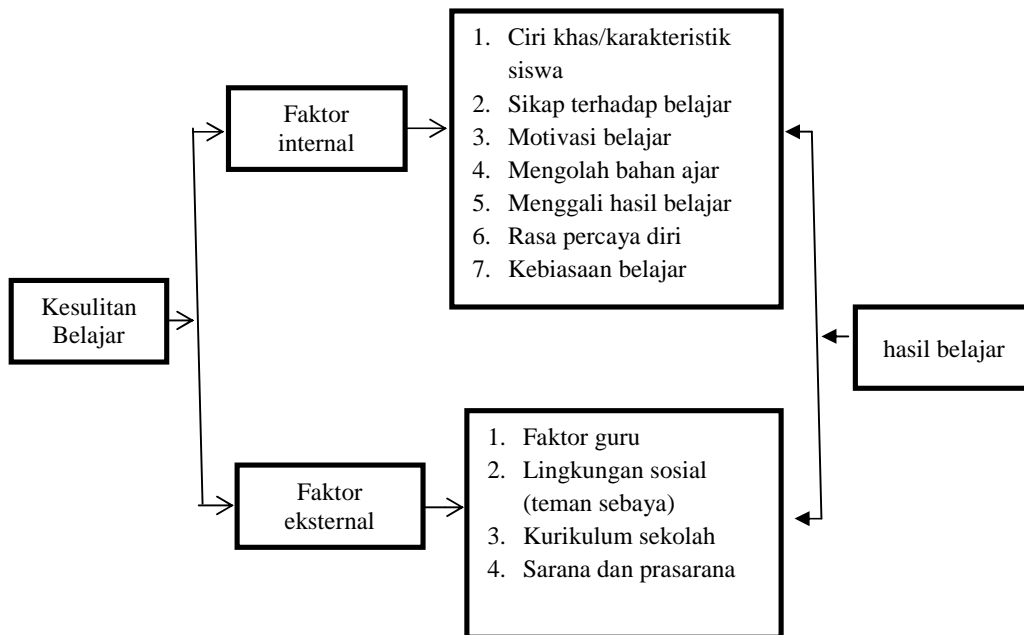 Kesulitan
Belajar
Faktor
internal
1. Ciri khas/karakteristik
siswa
2. Sikap terhadap belajar
3. Motivasi belajar
4. Mengolah bahan ajar
5. Menggali hasil belajar
6. Rasa percaya diri
7. Kebiasaan belajar
Faktor
eksternal
1. Faktor guru
2. Lingkungan sosial
(teman sebaya)
3. Kurikulum sekolah
4. Sarana dan prasarana
hasil belajar